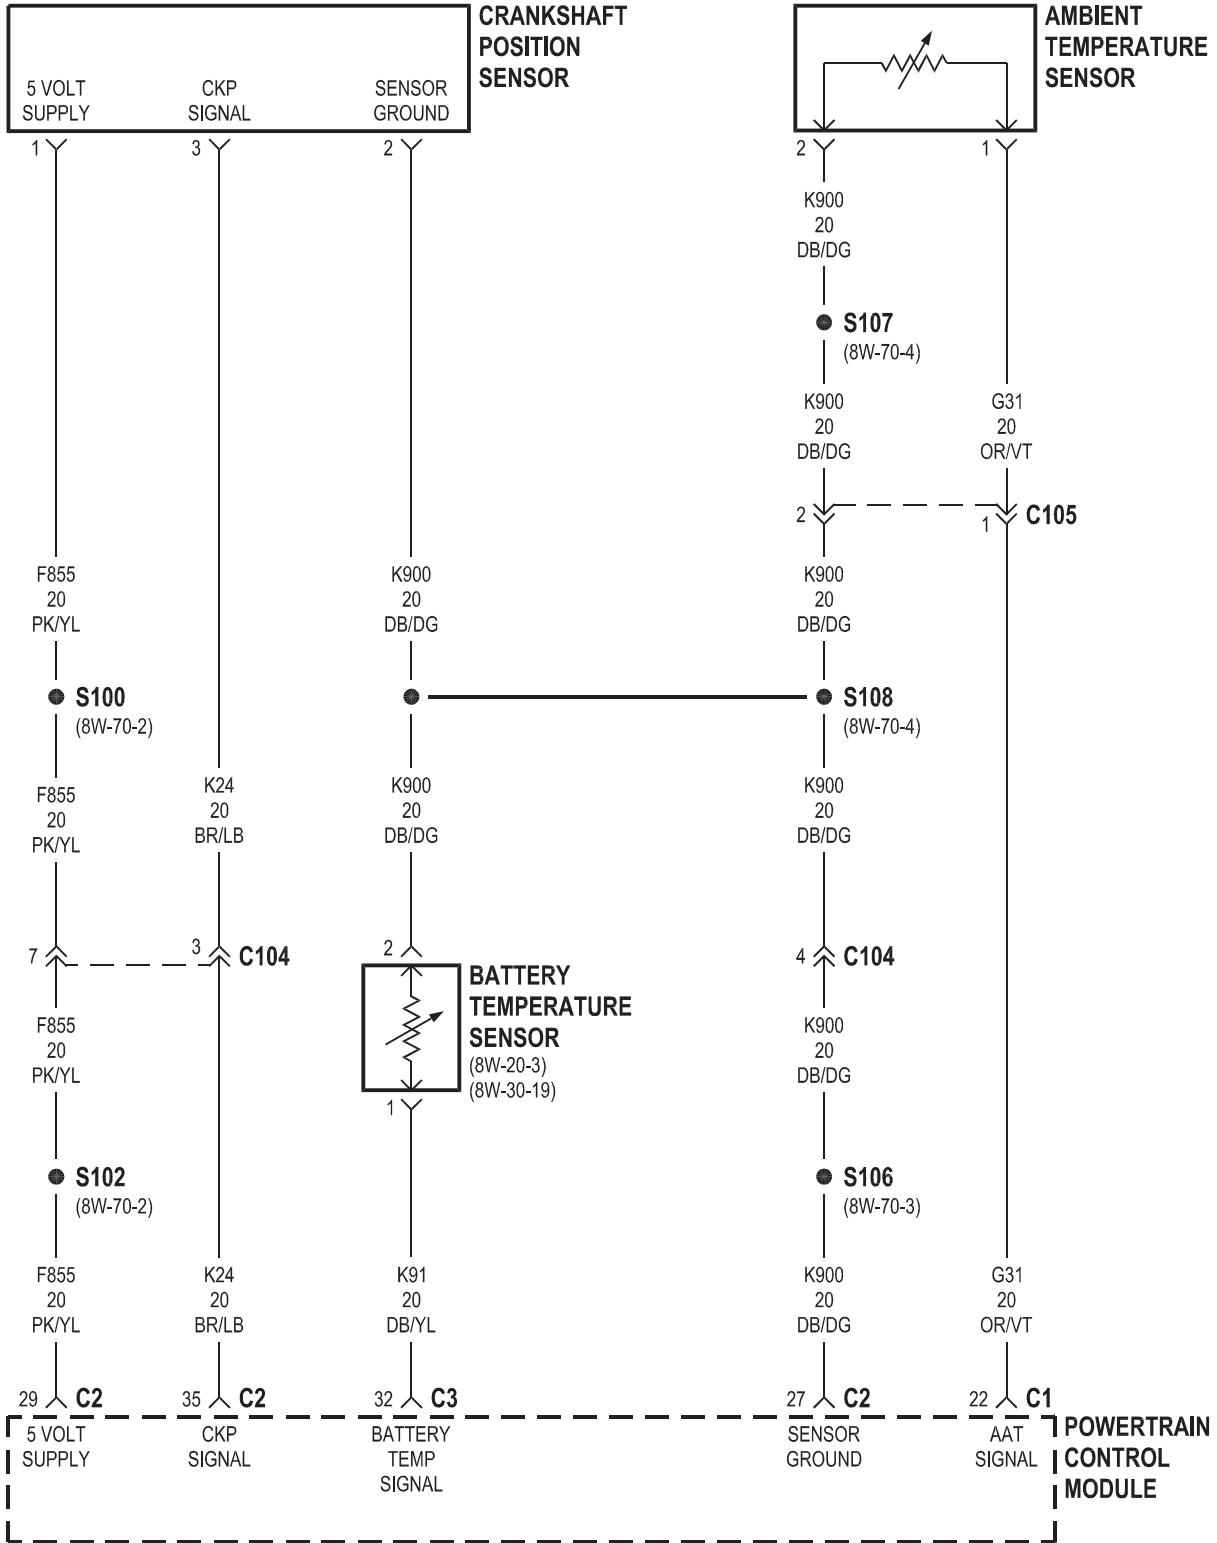 CRANKSHAFT
POSITION
SENSOR
5 VOLT
SUPPLY
CKP
SIGNAL
SENSOR
GROUND
AMBIENT
TEMPERATURE
SENSOR
1
3
2
2
1
K900
20
DB/DG
S107
(8W-70-4)
K900
20
DB/DG
G31
20
OR/VT
2
1
C105
F855
20
PK/YL
K900
20
DB/DG
K900
20
DB/DG
S100
(8W-70-2)
S108
(8W-70-4)
F855
20
PK/YL
K24
20
BR/LB
K900
20
DB/DG
K900
20
DB/DG
7
3
C104
2
4
C104
BATTERY
TEMPERATURE
SENSOR
(8W-20-3)
(8W-30-19)
F855
20
PK/YL
K900
20
DB/DG
1
S102
(8W-70-2)
S106
(8W-70-3)
F855
20
PK/YL
K24
20
BR/LB
K91
20
DB/YL
K900
20
DB/DG
G31
20
OR/VT
29 C2
35 C2
32 C3
27 C2
22 C1
5 VOLT
SUPPLY
CKP
SIGNAL
BATTERY
TEMP
SIGNAL
SENSOR
GROUND
AAT
SIGNAL
POWERTRAIN
CONTROL
MODULE